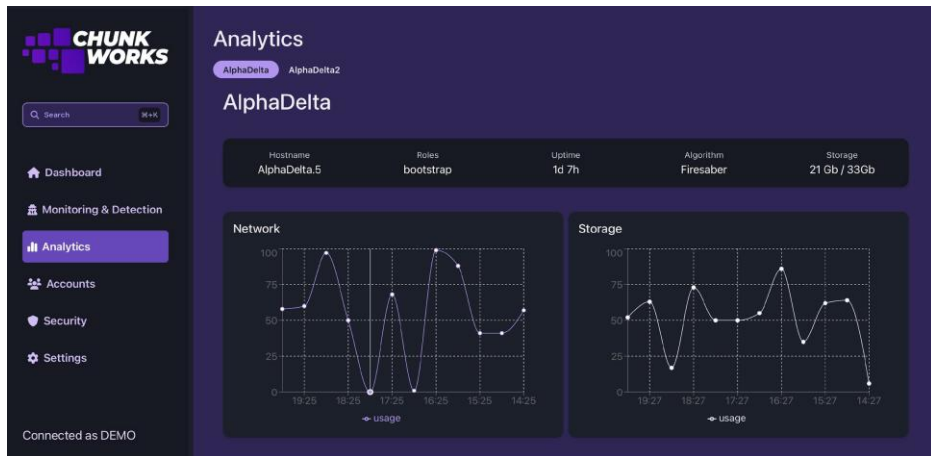 CHUNK
WORKS
Search ⌘+K
Dashboard
Monitoring & Detection
Analytics
Accounts
Security
Settings
Connected as DEMO
Analytics
AlphaDelta AlphaDelta2
AlphaDelta
Hostname Roles Uptime Algorithm Storage
AlphaDelta.5 bootstrap 1d 7h Firesaber 21 Gb / 33Gb
Network
100
75
50
25
0
19:25 18:25 17:25 16:25 15:25 14:25
usage
Storage
100
75
50
25
0
19:27 18:27 17:27 16:27 15:27 14:27
usage